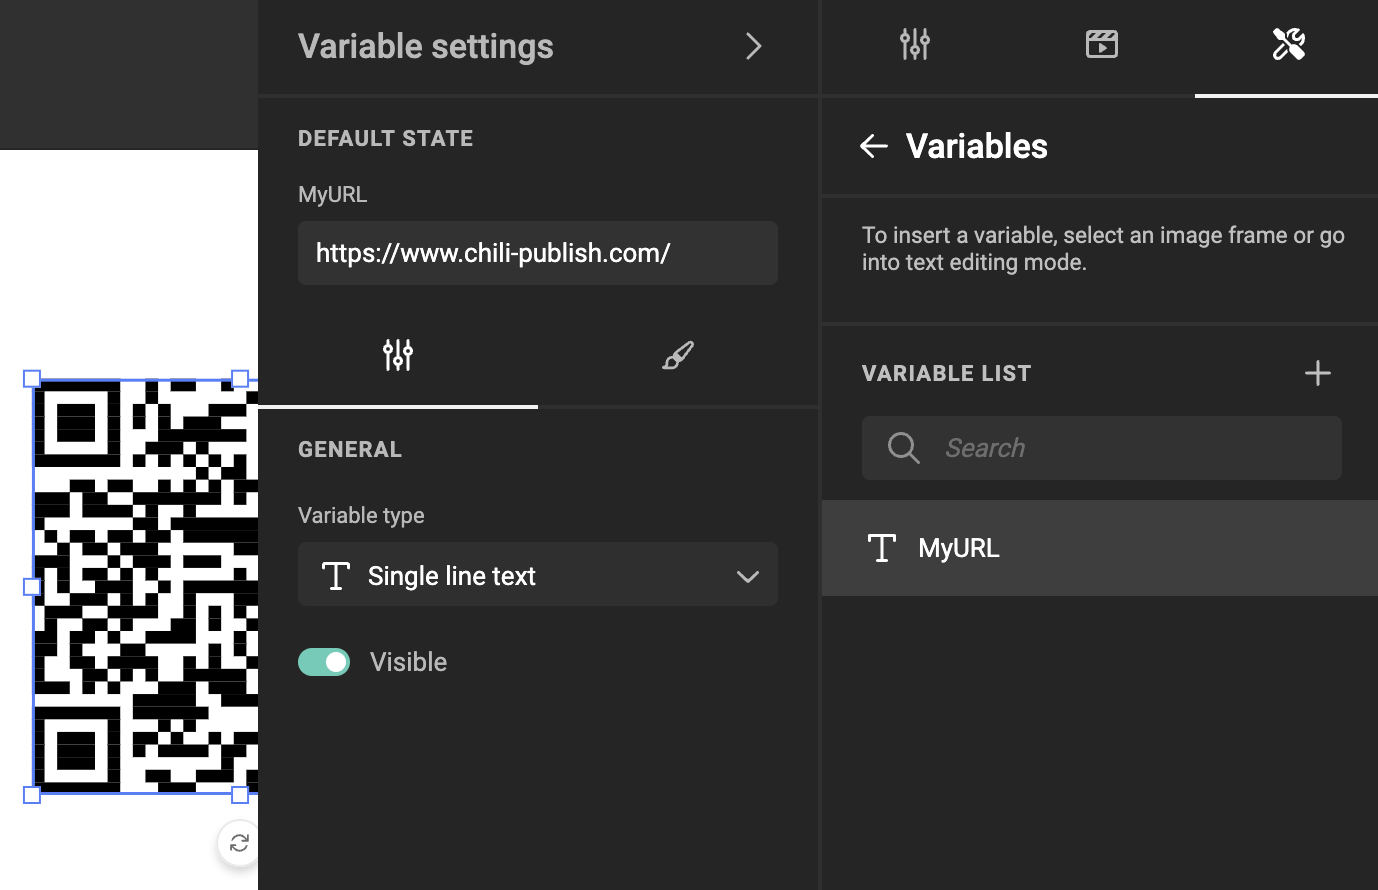 Variable settings
DEFAULT STATE
MyURL
https://www.chili-publish.com/
GENERAL
Variable type
Single line text
Visible
Variables
To insert a variable, select an image frame or go
into text editing mode.
VARIABLE LIST
Search
MyURL